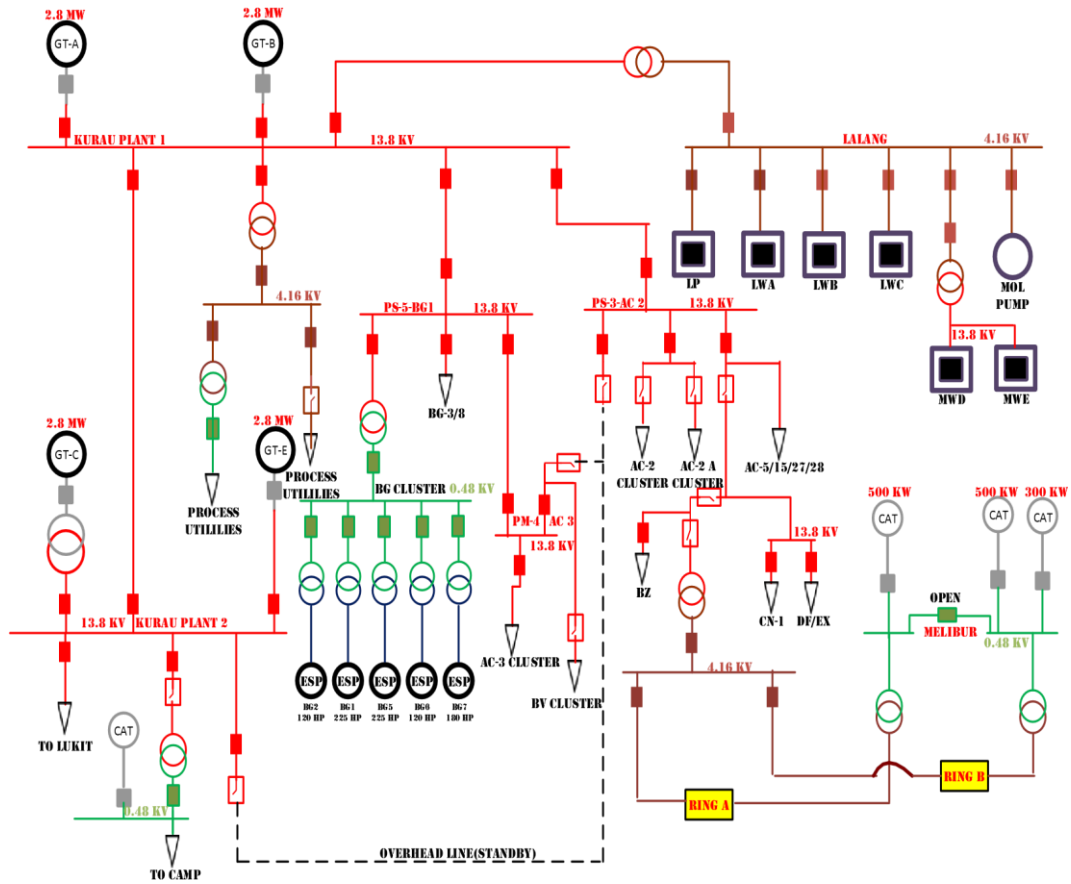 2.8 MW
2.8 MW
GT-A
GT-B
KURAU PLANT 1
13.8 KV
LALANG
4.16 KV
LP
LWA
LWB
LWC
MOL
PUMP
4.16 KV
PS-5-BG1
13.8 KV
PS-3-AC 2
13.8 KV
13.8 KV
MWD
MWE
BG-3/8
2.8 MW
2.8 MW
GT-C
GT-E
PROCESS
UTILILIES
PROCESS
UTILILIES
BG CLUSTER
0.48 KV
AC-2
CLUSTER
AC-2 A
CLUSTER
AC-5/15/27/28
500 KW
500 KW
300 KW
CAT
CAT
CAT
PM-4
AC 3
13.8 KV
13.8 KV
BZ
CN-1
DF/EX
OPEN
MELIBUR
0.48 KV
13.8 KV
KURAU PLANT 2
AC-3 CLUSTER
BV CLUSTER
4.16 KV
ESP
ESP
ESP
ESP
ESP
BG2
120 HP
BG1
225 HP
BG5
225 HP
BG6
120 HP
BG7
180 HP
TO LUKIT
CAT
0.48 KV
TO CAMP
RING A
RING B
OVERHEAD LINE(STANDBY)